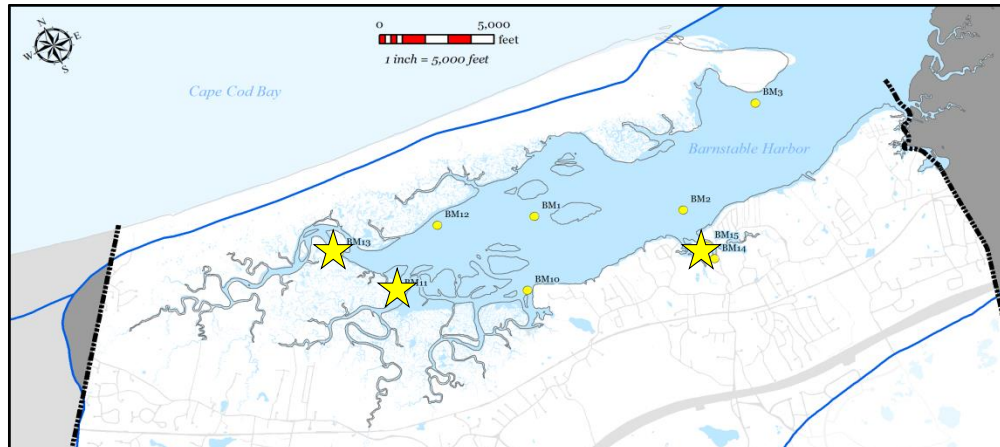 N
E
W
S
0
5,000
feet
1 inch = 5,000 feet
Cape Cod Bay
BM3
Barnstable Harbor
BM12
BM1
BM2
BM13
BM15
BM14
BM11
BM10